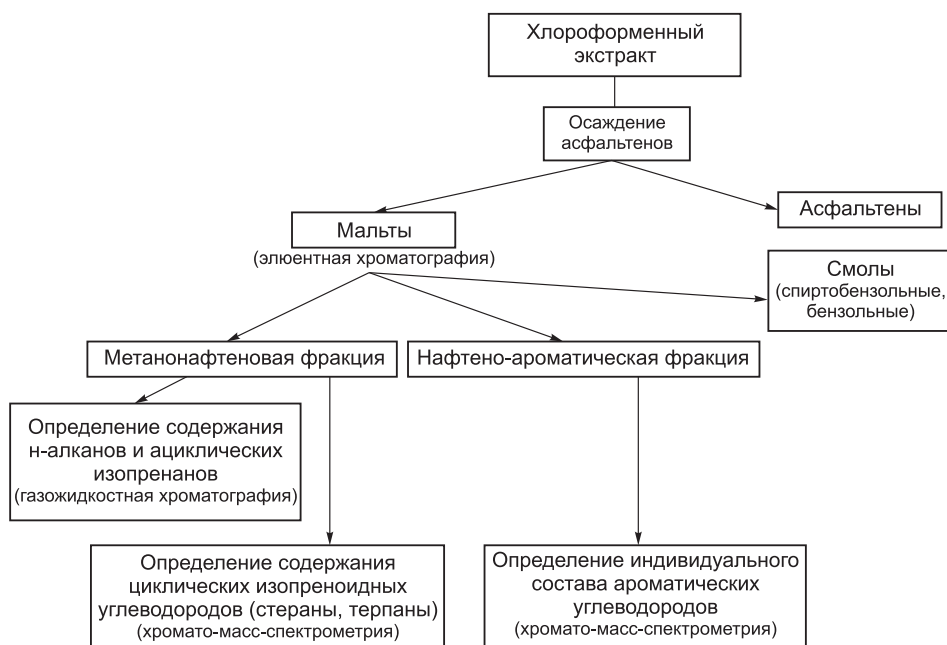 Хлороформенный
экстракт
Осаждение
асфальтенов
Асфальтены
Мальты
(элюентная хроматография)
Смолы
(спиртобензольные,
бензольные)
Метанонафтеновая фракция
Нафтено-ароматическая фракция
Определение содержания
н-алканов и ациклических
изопренанов
(газожидкостная хроматография)
Определение содержания
циклических изопреноидных
углеводородов (стераны, терпаны)
(хромато-масс-спектрометрия)
Определение индивидуального
состава ароматических
углеводородов
(хромато-масс-спектрометрия)